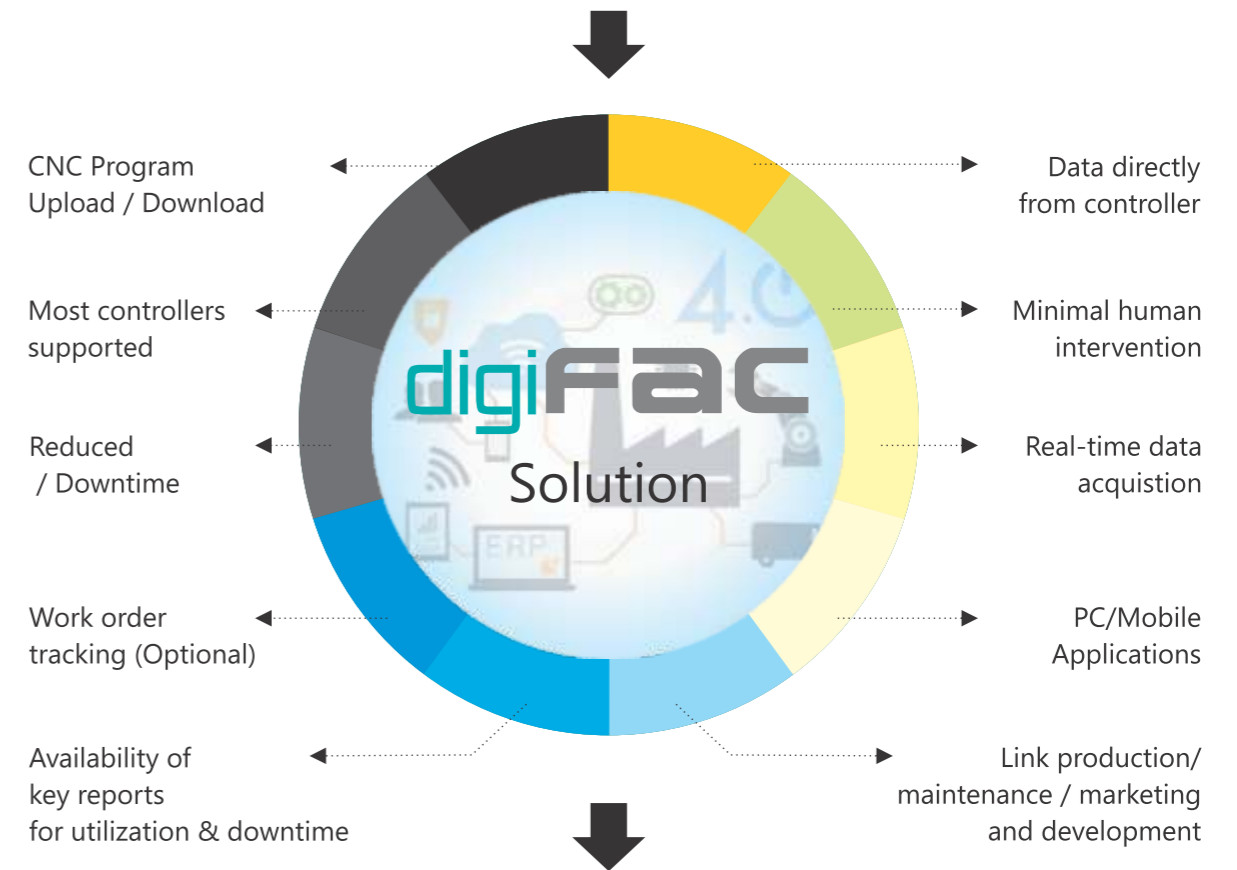 CNC Program
Upload / Download
Data directly
from controller
Most controllers
supported
Minimal human
intervention
4.0
digiFac
Solution
Reduced
/ Downtime
Real-time data
acquistion
ERP
Work order
tracking (Optional)
PC/Mobile
Applications
Availability of
key reports
for utilization & downtime
Link production/
maintenance / marketing
and development